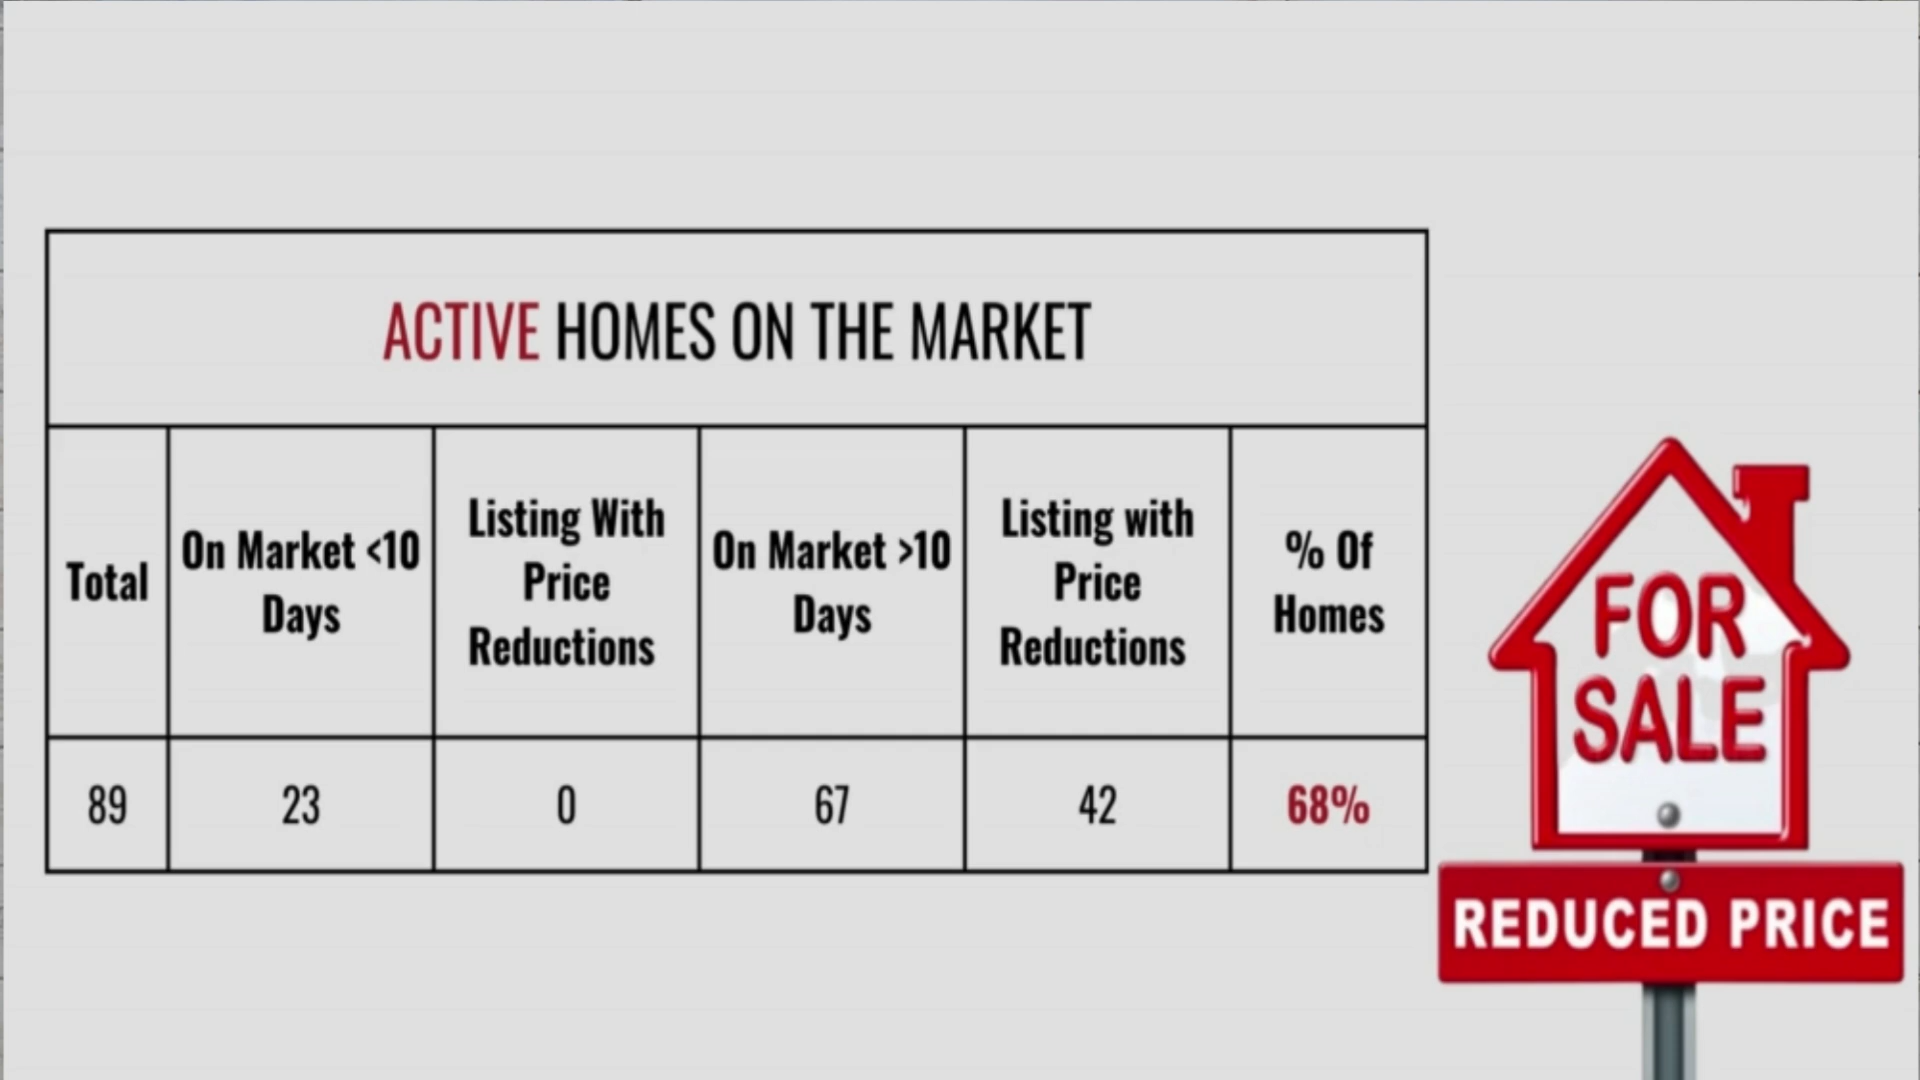 ACTIVE HOMES ON THE MARKET
Total
On Market <10
Days
Listing With
Price
Reductions
On Market >10
Days
Listing with
Price
Reductions
% Of
Homes
89
23
0
67
42
68%
FOR
SALE
REDUCED PRICE